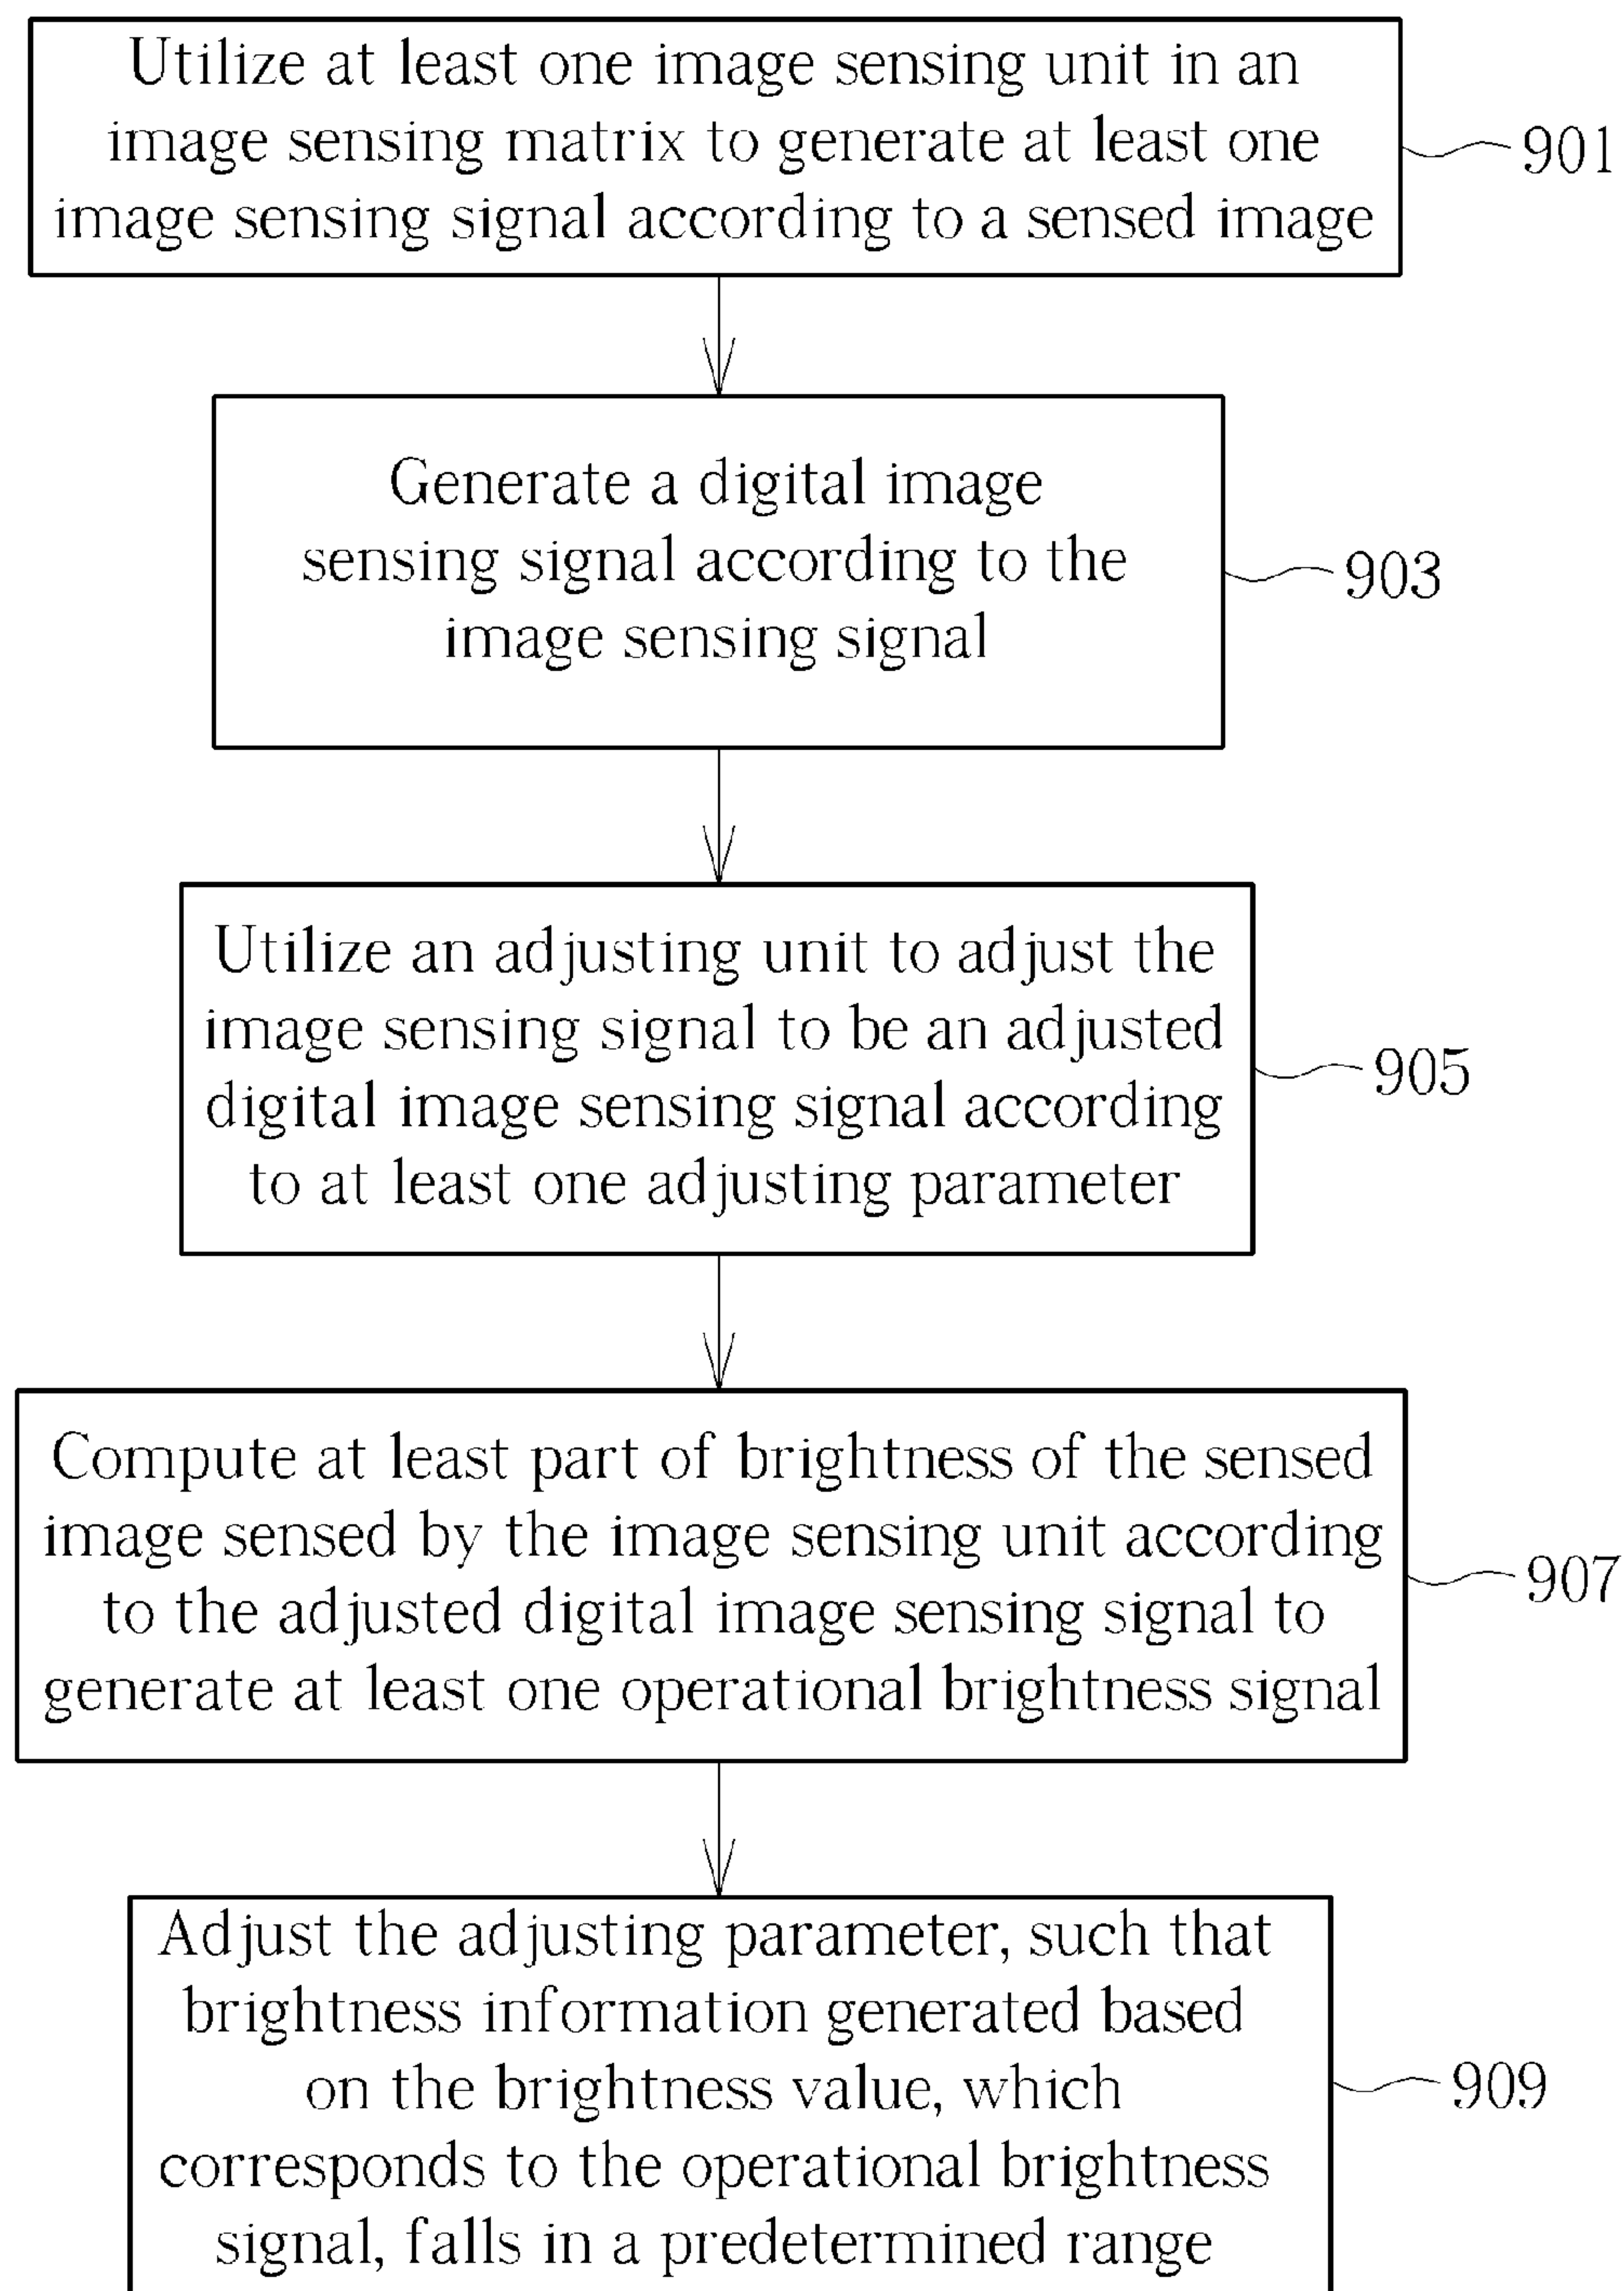 Utilize at least one image sensing unit in an
image sensing matrix to generate at least one
image sensing signal according to a sensed image
901
Generate a digital image
sensing signal according to the
image sensing signal
903
Utilize an adjusting unit to adjust the
image sensing signal to be an adjusted
digital image sensing signal according
to at least one adjusting parameter
905
Compute at least part of brightness of the sensed
image sensed by the image sensing unit according
to the adjusted digital image sensing signal to
generate at least one operational brightness signal
907
Adjust the adjusting parameter, such that
brightness information generated based
on the brightness value, which
corresponds to the operational brightness
signal, falls in a predetermined range
909